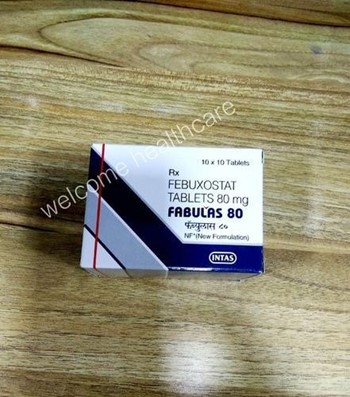 welcome healthcare
10 x 10 Tablets
Rx
FEBUXOSTAT
TABLETS 80 mg
FABULAS 80
फॅब्युलास ८०
NF*(New Formulation)
INTAS